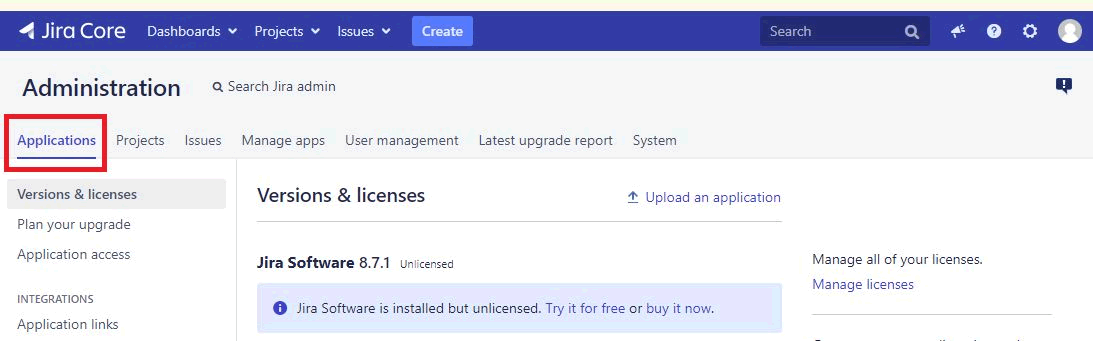 Jira Core Dashboards Projects Issues Create Search
Administration Search Jira admin
Applications Projects Issues Manage apps User management Latest upgrade report System
Versions & licenses
Plan your upgrade
Application access
INTEGRATIONS
Application links
Versions & licenses Upload an application
Jira Software 8.7.1 Unlicensed
Jira Software is installed but unlicensed. Try it for free or buy it now.
Manage all of your licenses.
Manage licenses